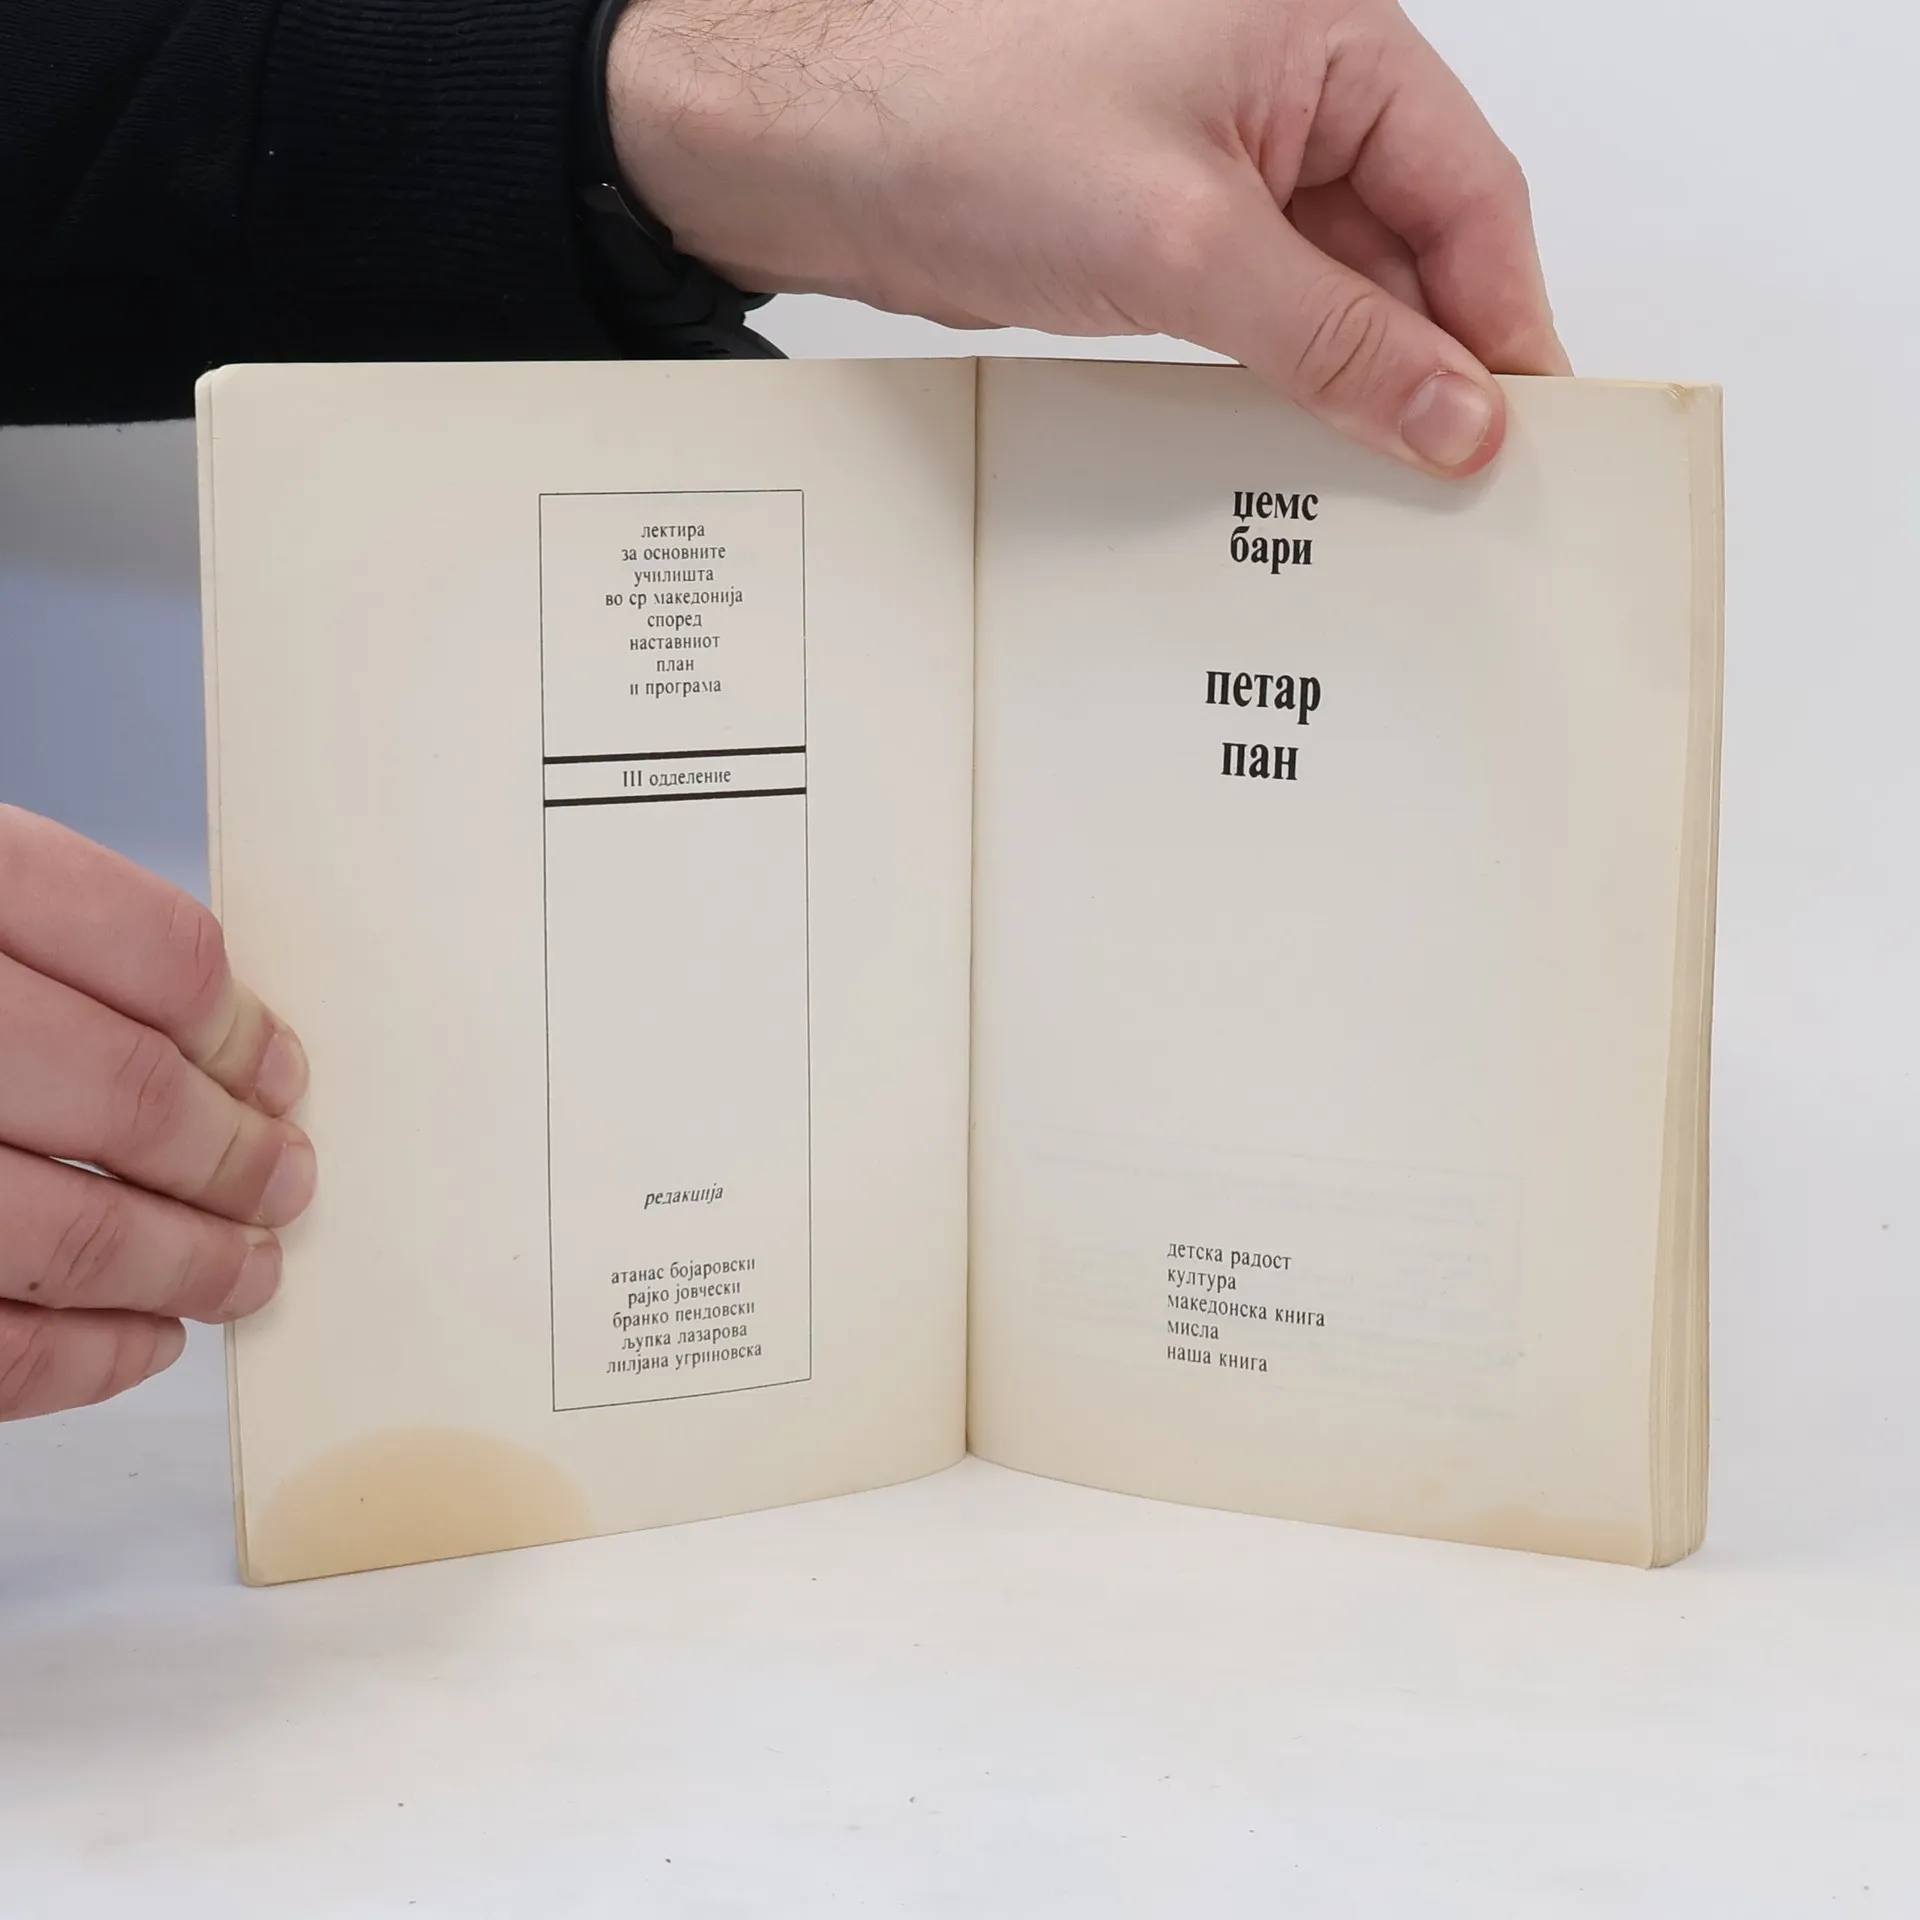 лектира
за основните
училишта
во ср македонија
според
наставниот
план
и програма
III одделение
редакција
атанас бојаровски
рајко јовчески
бранко пендовски
љупка лазарова
лилјана угриновска
џемс
бари
петар
пан
детска радост
култура
македонска книга
мисла
наша книга